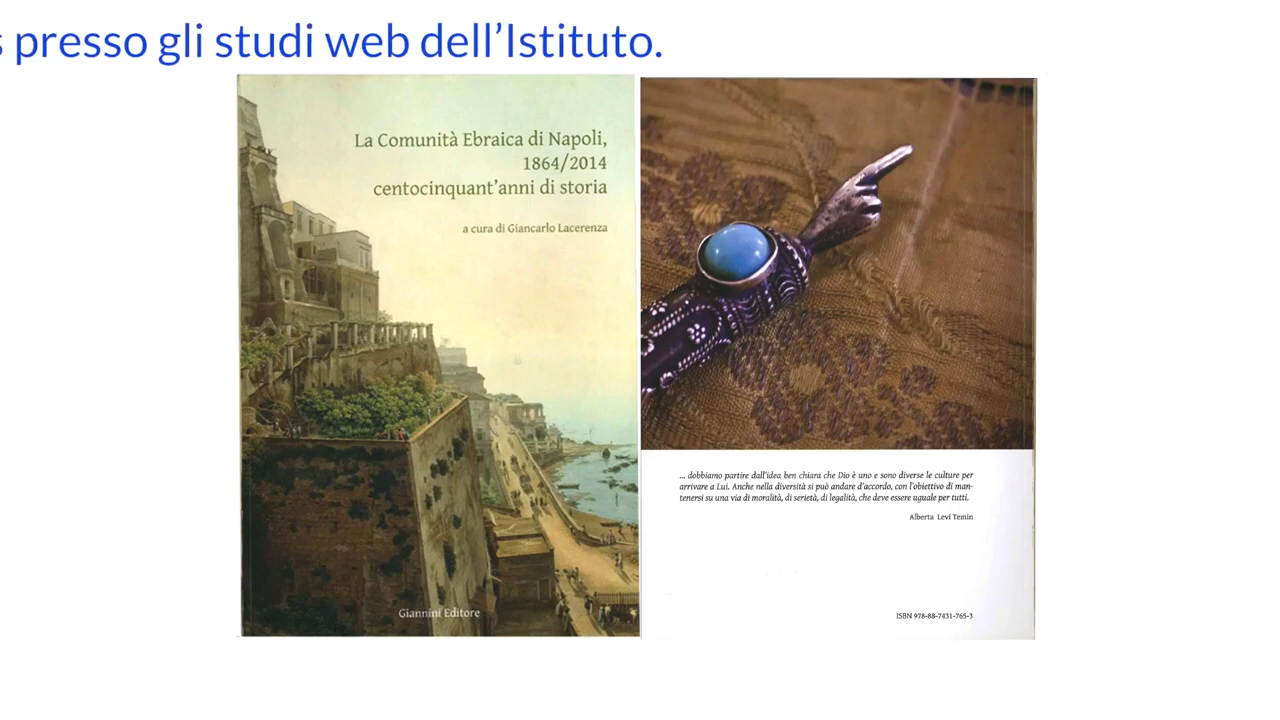 presso gli studi web dell'Istituto.
La Comunità Ebraica di Napoli,
1864/2014
centocinquant'anni di storia
a cura di Giancarlo Lacerenza
Giannini Editore
... dobbiamo partire dall'idea ben chiara che Dio è uno e sono diverse le culture per
arrivare a Lui. Anche nella diversità si può andare d'accordo, con l'obiettivo di man-
tenersi su una via di moralità, di serietà, di legalità, che deve essere uguale per tutti.
Alberta Levi Temin
ISBN 978-88-7431-765-3